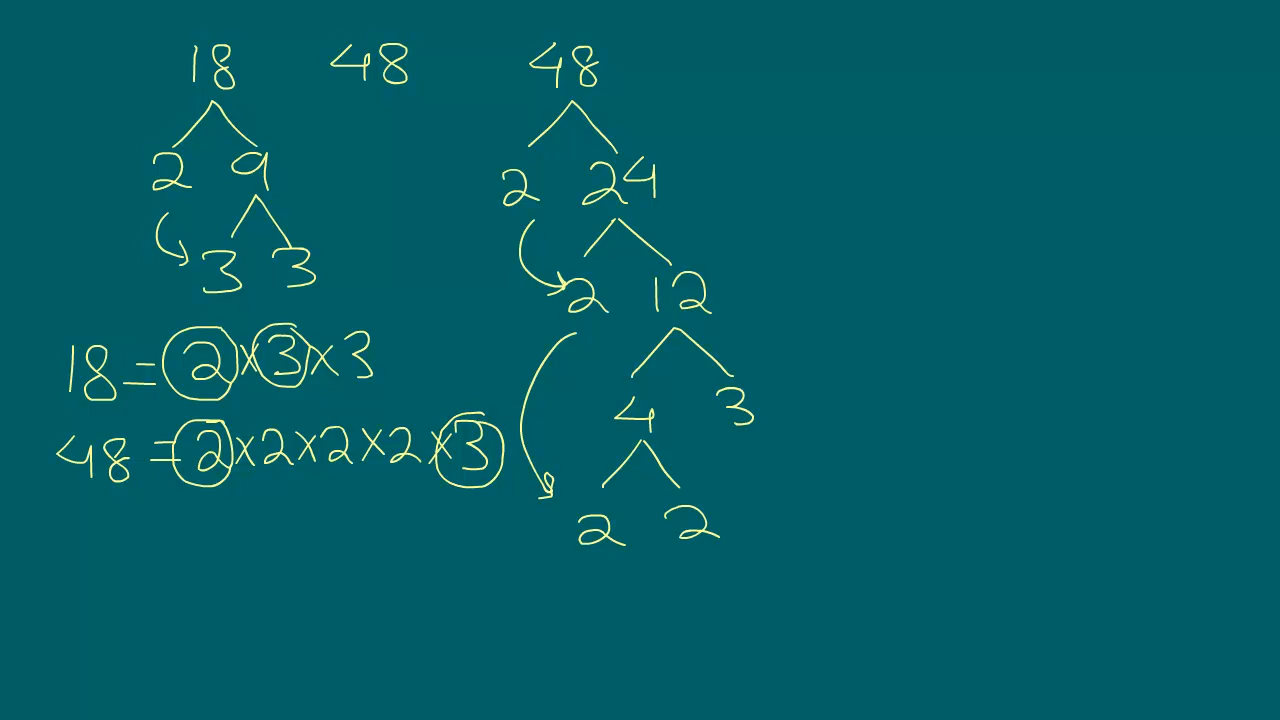 18 48 48
2 9 2 24
3 3 2 12
18 = 2 × 3 × 3
4 3
48 = 2 × 2 × 2 × 2 × 3
2 2